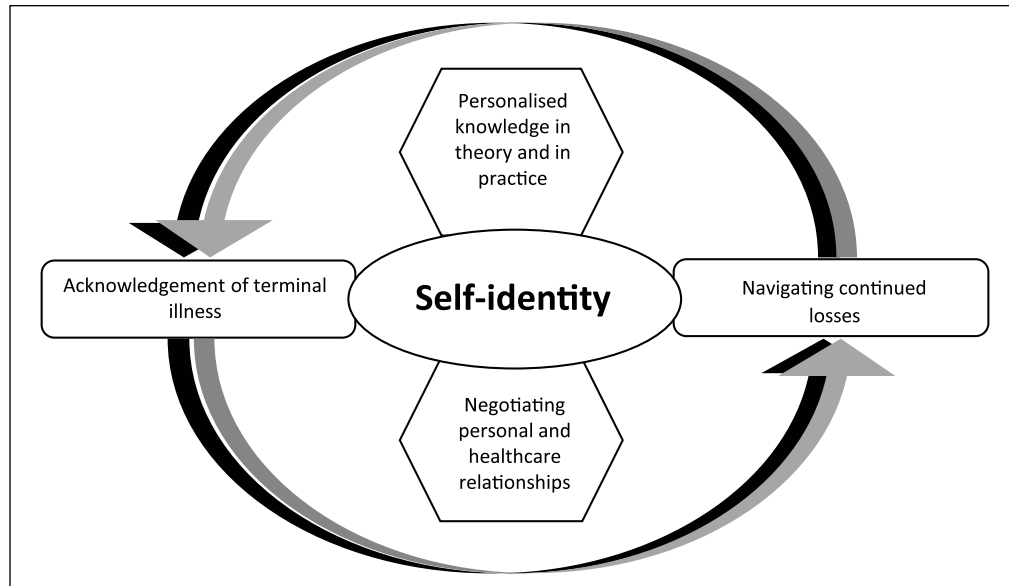 Personalised
knowledge in
theory and in
practice
Acknowledgement of terminal
illness
Self-identity
Navigating continued
losses
Negotiating
personal and
healthcare
relationships